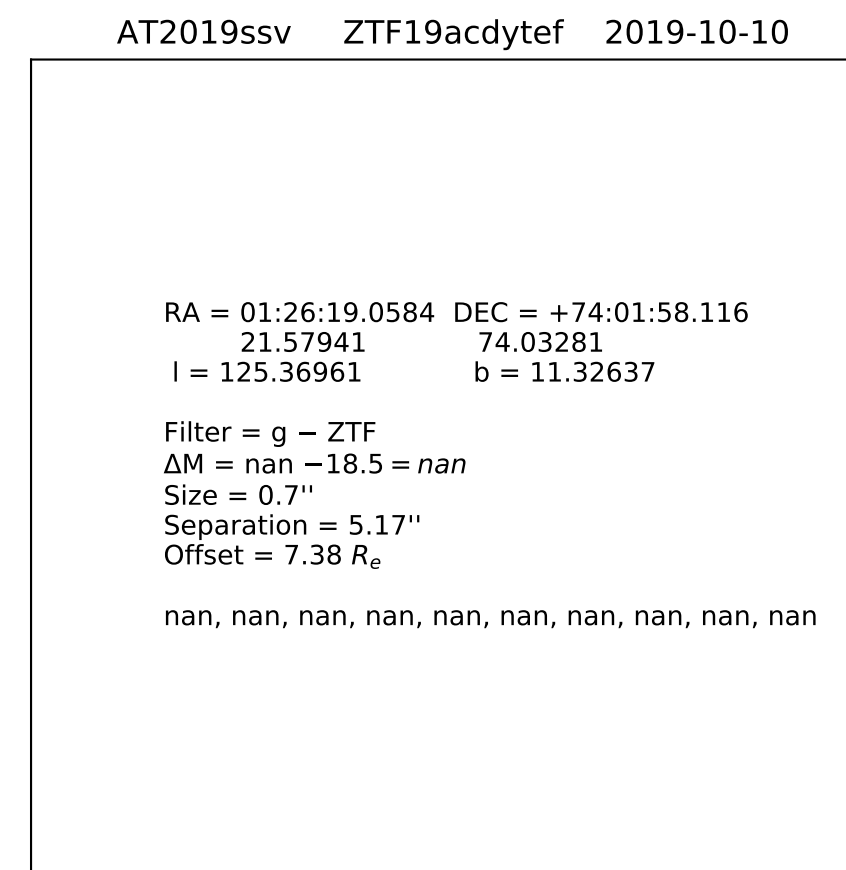 AT2019ssv ZTF19acdytef 2019-10-10
RA = 01:26:19.0584 DEC = +74:01:58.116
21.57941 74.03281
l = 125.36961 b = 11.32637
Filter = g − ZTF
ΔM = nan −18.5 = nan
Size = 0.7''
Separation = 5.17''
Offset = 7.38 Re
nan, nan, nan, nan, nan, nan, nan, nan, nan, nan